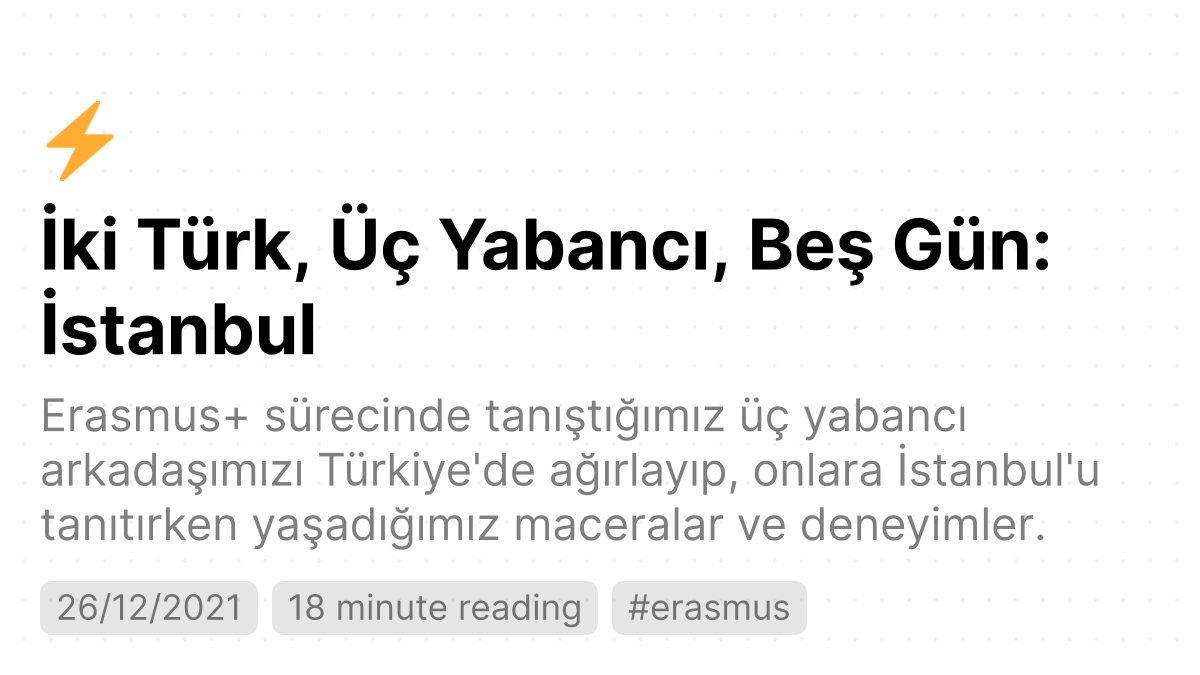 İki Türk, Üç Yabancı, Beş Gün:
İstanbul
Erasmus+ sürecinde tanıştığımız üç yabancı
arkadaşımızı Türkiye'de ağırlayıp, onlara İstanbul'u
tanıtırken yaşadığımız maceralar ve deneyimler.
26/12/2021 18 minute reading #erasmus